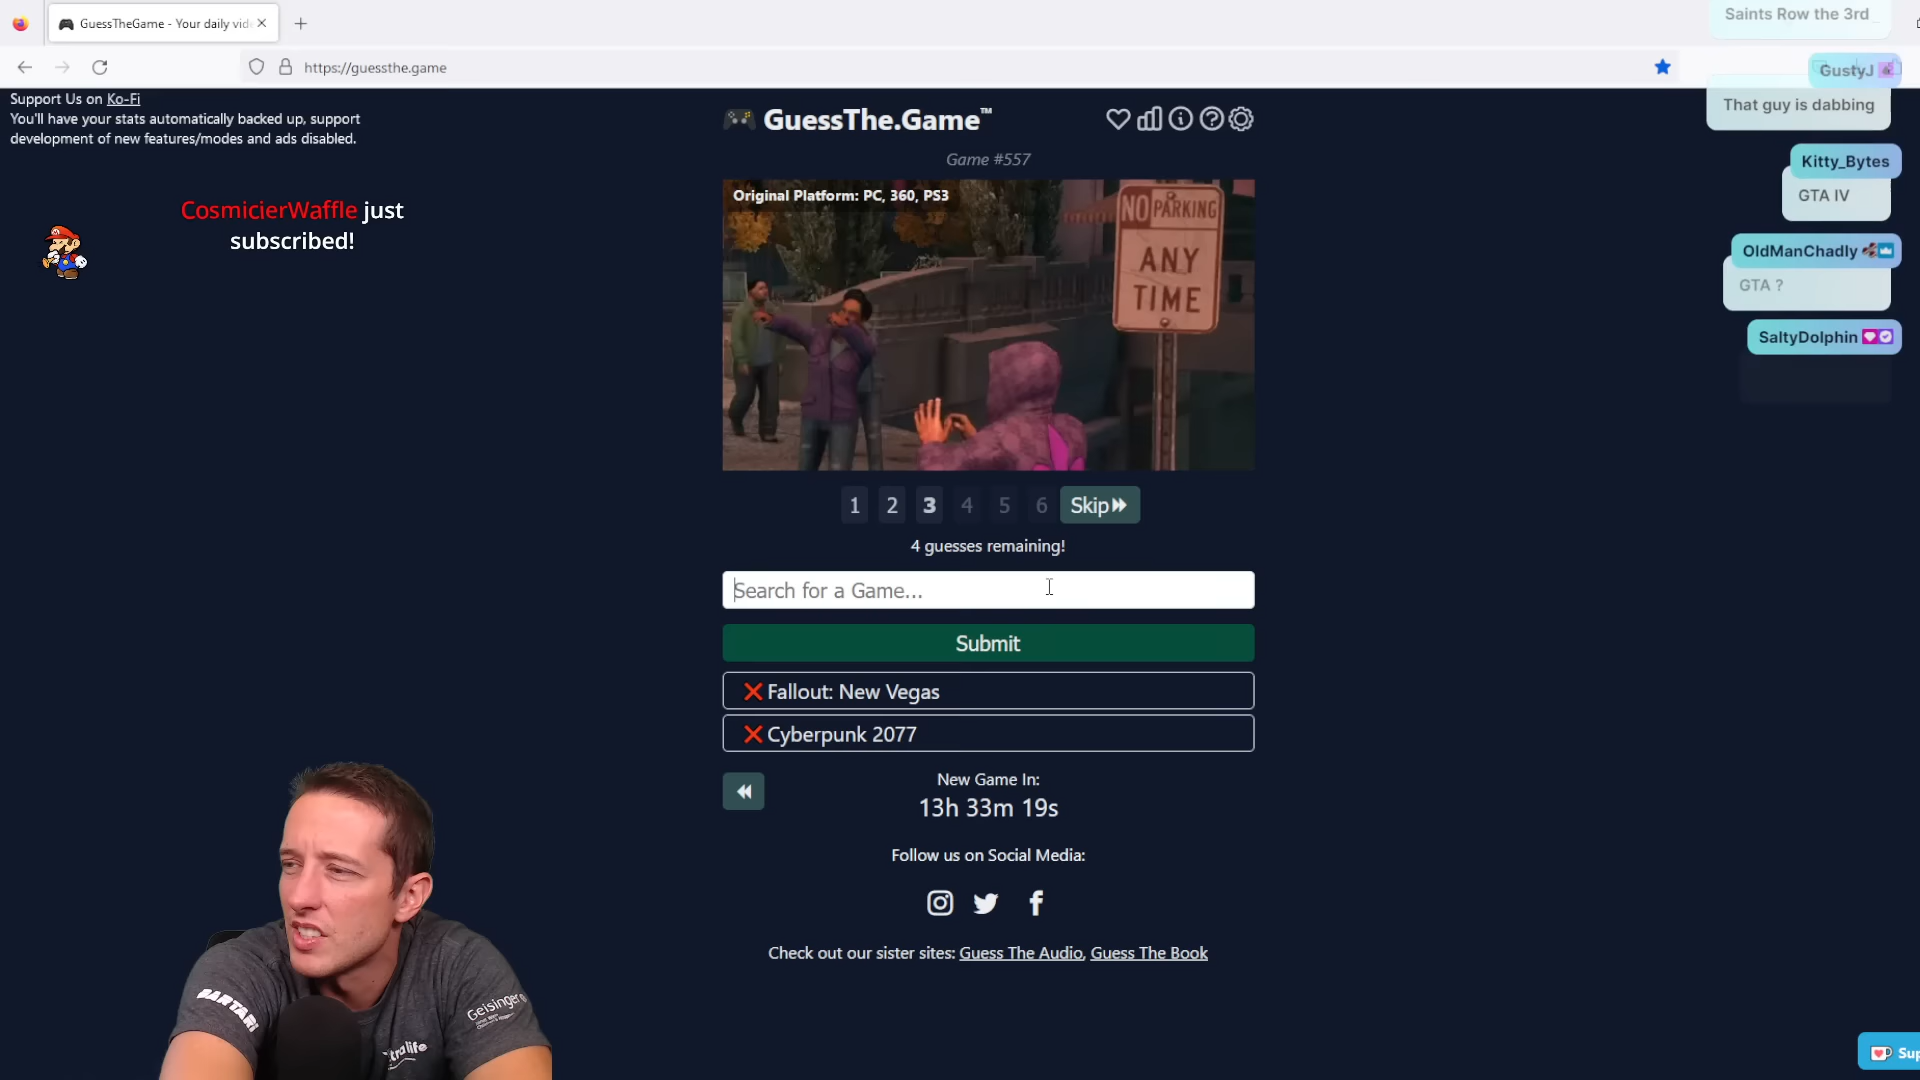 GuessTheGame - Your daily vid
https://guessthe.game
Saints Row the 3rd
GustyJ
That guy is dabbing
Kitty_Bytes
GTA IV
OldManChadly
GTA ?
SaltyDolphin
Support Us on Ko-Fi
You'll have your stats automatically backed up, support
development of new features/modes and ads disabled.
CosmicierWaffle just
subscribed!
GuessThe.Game™
Game #557
Original Platform: PC, 360, PS3
NO PARKING
ANY
TIME
1 2 3 4 5 6 Skip
4 guesses remaining!
Search for a Game...
Submit
Fallout: New Vegas
Cyberpunk 2077
New Game In:
13h 33m 19s
Follow us on Social Media:
Check out our sister sites: Guess The Audio, Guess The Book
Geisinger
Sup